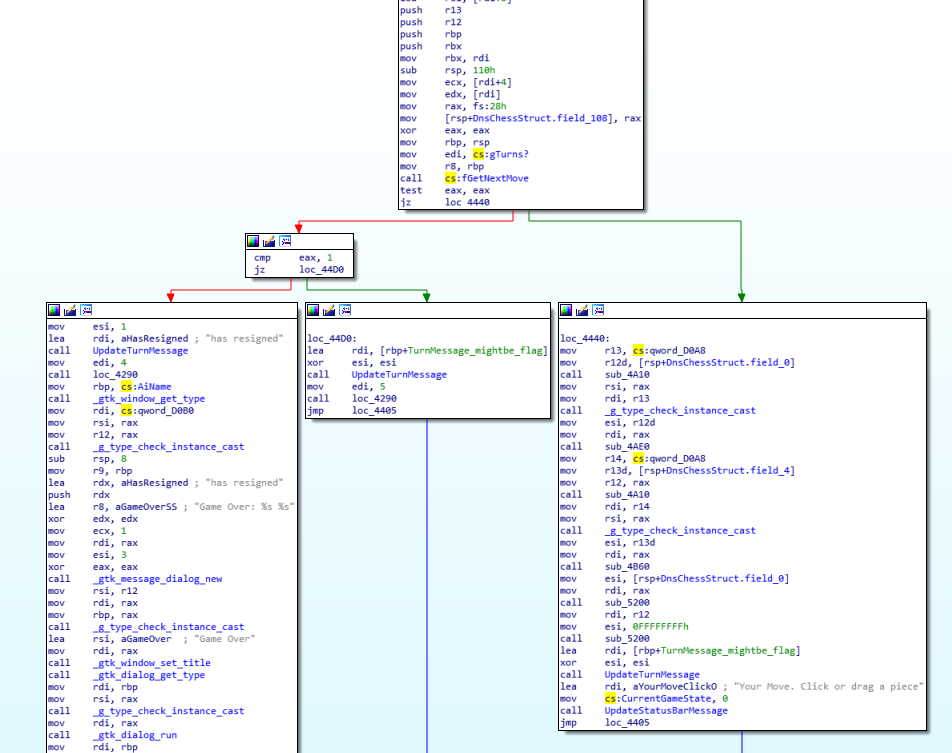 push r13
push r12
push rbp
push rbx
mov rbx, rdi
sub rsp, 110h
mov ecx, [rdi+4]
mov edx, [rdi]
mov rax, fs:28h
mov [rsp+DnsChessStruct.field_108], rax
xor eax, eax
mov rbp, rsp
mov edi, cs:gTurns?
mov r8, rbp
call cs:fGetNextMove
test eax, eax
jz loc_4440
cmp eax, 1
jz loc_44D0
mov esi, 1
lea rdi, aHasResigned ; "has resigned"
call UpdateTurnMessage
mov edi, 4
call loc_4290
mov rbp, cs:AiName
call _gtk_window_get_type
mov rdi, cs:qword_D0B0
mov rsi, rax
mov r12, rax
call _g_type_check_instance_cast
sub rsp, 8
mov r9, rbp
lea rdx, aHasResigned ; "has resigned"
push rdx
lea r8, aGameOverSS ; "Game Over: %s %s"
xor edx, edx
mov ecx, 1
mov rdi, rax
mov esi, 3
xor eax, eax
call _gtk_message_dialog_new
mov rsi, r12
mov rdi, rax
mov rbp, rax
call _g_type_check_instance_cast
lea rsi, aGameOver ; "Game Over"
mov rdi, rax
call _gtk_window_set_title
call _gtk_dialog_get_type
mov rdi, rbp
mov rsi, rax
call _g_type_check_instance_cast
mov rdi, rax
call _gtk_dialog_run
mov rdi, rbp
loc_44D0:
lea rdi, [rbp+TurnMessage_mightbe_flag]
xor esi, esi
call UpdateTurnMessage
mov edi, 5
call loc_4290
jmp loc_4405
loc_4440:
mov r13, cs:qword_D0A8
mov r12d, [rsp+DnsChessStruct.field_0]
call sub_4A10
mov rsi, rax
mov rdi, r13
call _g_type_check_instance_cast
mov esi, r12d
mov rdi, rax
call sub_4AE0
mov r14, cs:qword_D0A8
mov r13d, [rsp+DnsChessStruct.field_4]
mov r12, rax
call sub_4A10
mov rdi, r14
mov rsi, rax
call _g_type_check_instance_cast
mov esi, r13d
mov rdi, rax
call sub_4B60
mov esi, [rsp+DnsChessStruct.field_0]
mov rdi, rax
call sub_5200
mov rdi, r12
mov esi, 0FFFFFFFFh
call sub_5200
lea rdi, [rbp+TurnMessage_mightbe_flag]
xor esi, esi
call UpdateTurnMessage
lea rdi, aYourMoveClickO ; "Your Move. Click or drag a piece"
mov cs:CurrentGameState, 0
call UpdateStatusBarMessage
jmp loc_4405